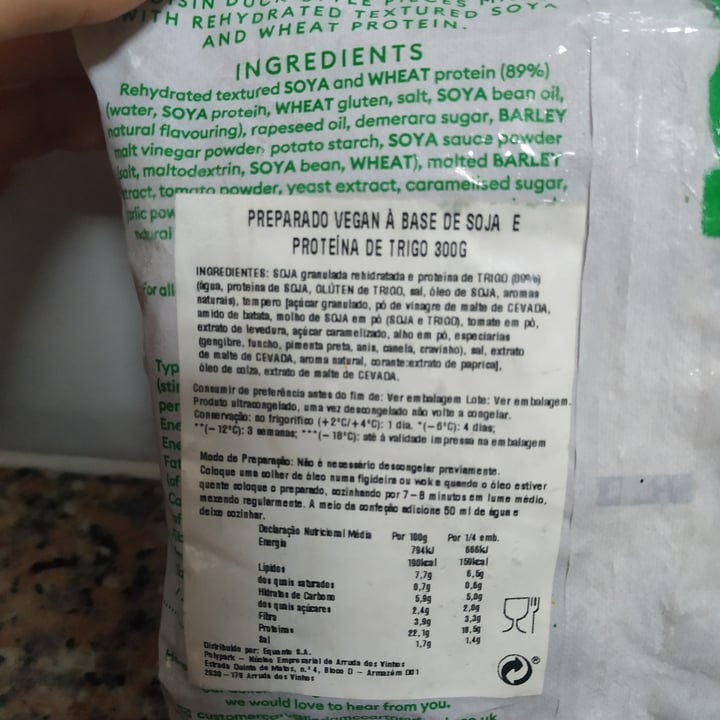 WITH REHYDRATED TEXTURED SOYA
AND WHEAT PROTEIN.
INGREDIENTS
Rehydrated textured SOYA and WHEAT protein (89%)
(water, SOYA protein, WHEAT gluten, salt, SOYA bean oil,
natural flavouring), rapeseed oil, demerara sugar, BARLEY
malt vinegar powder, potato starch, SOYA sauce powder
(salt, maltodextrin, SOYA bean, WHEAT), malted BARLEY
tomato powder, yeast extract, caramelised sugar,
PREPARADO VEGAN À BASE DE SOJA E
PROTEÍNA DE TRIGO 300G
INGREDIENTES: SOJA granulada rehidratada e proteina de TRIGO (89%)
(água, proteina de SOJA, GLÚTEN de TRIGO, sal, óleo de SOJA, aromas
naturais), tempero [açúcar granulado, pó de vinagre de malte de CEVADA,
amido de batata, molho de SOJA em pó (SOJA e TRIGO), tomate em pó,
extrato de levedura, açúcar caramelizado, alho em pó, especiarias
(gengibre, funcho, pimenta preta, anis, canela, cravinho), sal, extrato
de malte de CEVADA, aroma natural, corante:extrato de paprica],
óleo de colza, extrato de malte de CEVADA.
Consumir de preferência antes do fim de: Ver embalagem Lote: Ver embalagem.
Produto ultracongelado, uma vez descongelado não volte a congelar.
Conservação: no frigorifico (+2°C/+4°C): 1 dia. *(-6°C): 4 dias;
**(-12°C): 3 semanas; ***(-18°C): até à validade impressa na embalagem
Modo de Preparação: Não é necessário descongelar previamente.
Coloque uma colher de óleo numa figideira ou wok e quando o óleo estiver
quente coloque o preparado, cozinhando por 7-8 minutos em lume médio,
mexendo regularmente. A meio da confeção adicione 50 ml de água e
deixe cozinhar.
Declaração Nutricional Média Por 100g Por 1/4 emb.
Energia 794kJ 666kJ
190kcal 159kcal
Lípidos 7,7g 6,5g
dos quais saturados 0,7g 0,6g
Hidratos de Carbono 5,9g 5,0g
dos quais açúcares 2,4g 2,0g
Fibra 3,9g 3,3g
Proteinas 22,1g 18,5g
Sal 1,7g 1,4g
Distribuido por: Equanto S.A.
Polypark - Núcleo Empresarial de Arruda dos Vinhos
Estrada Quinta de Matos, n.º 4, Bloco D - Armazém D01
2630-179 Arruda dos Vinhos
we would love to hear from you.